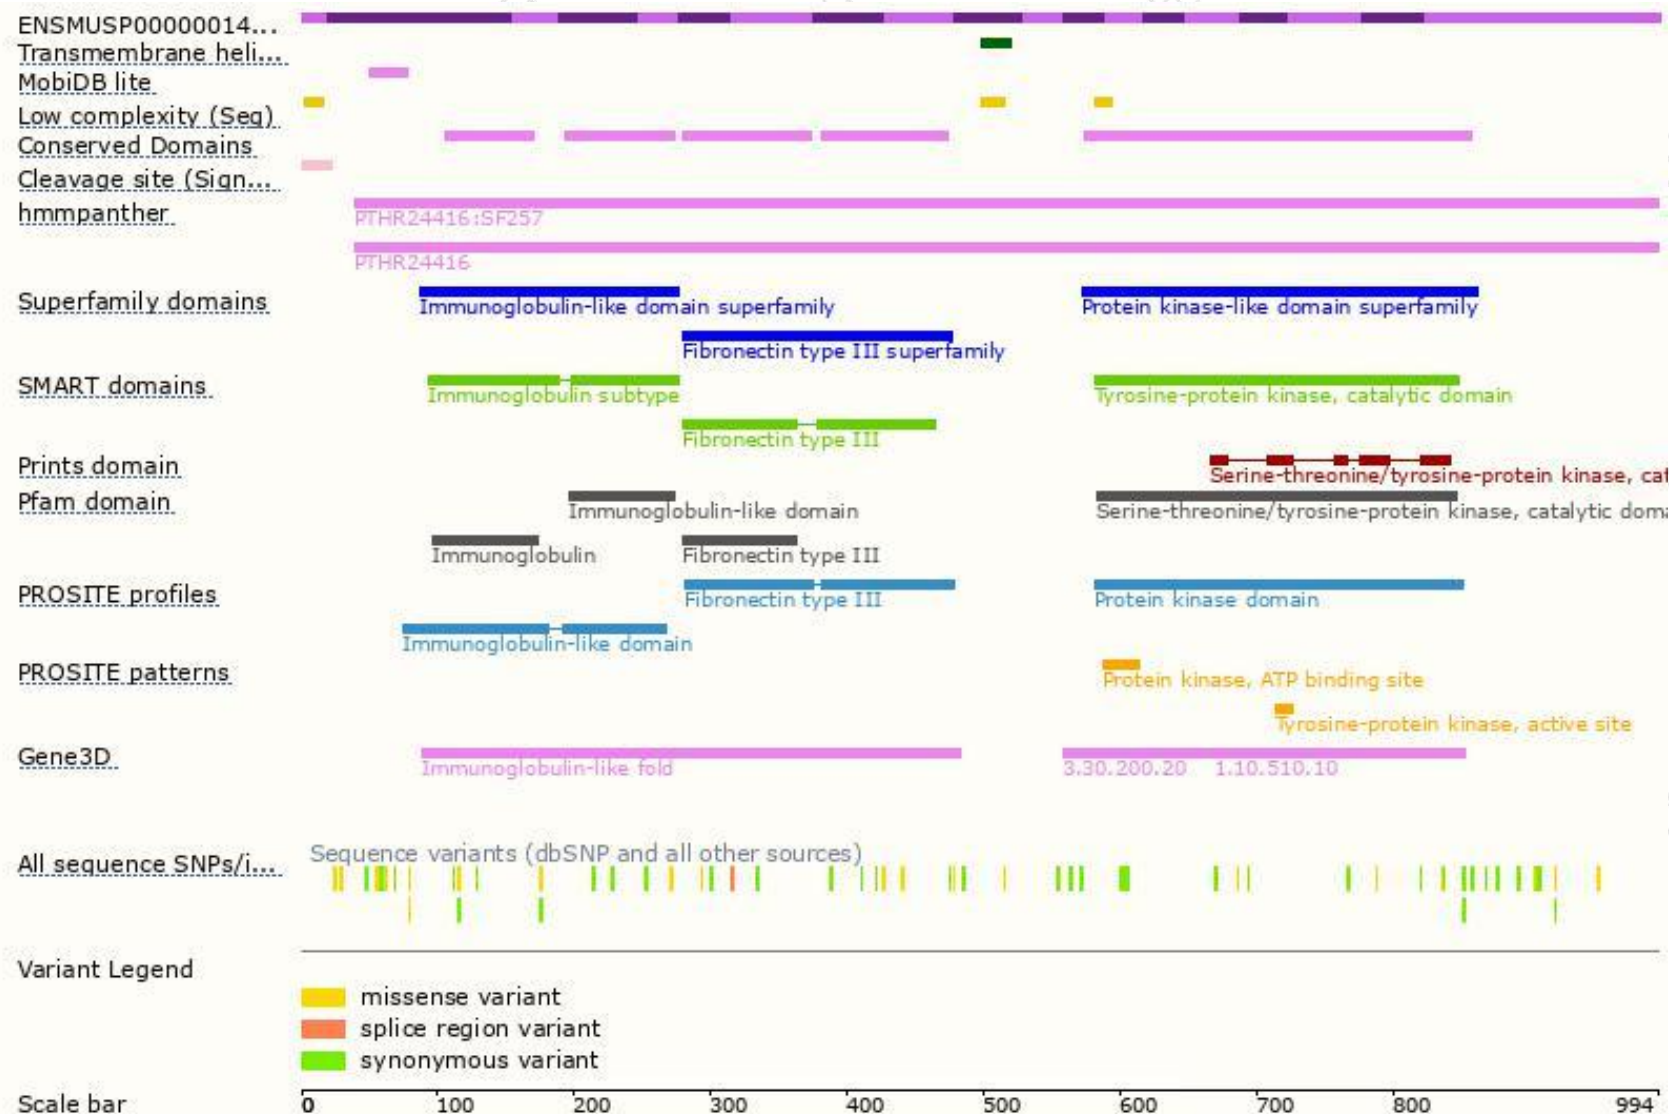 ENSMUSP00000014...
Transmembrane heli...
MobiDB lite
Low complexity (Seg)
Conserved Domains
Cleavage site (Sign...
hmmpanther
PTHR24416:SF257
PTHR24416
Superfamily domains
Immunoglobulin-like domain superfamily
Protein kinase-like domain superfamily
Fibronectin type III superfamily
SMART domains
Immunoglobulin subtype
Tyrosine-protein kinase, catalytic domain
Fibronectin type III
Prints domain
Serine-threonine/tyrosine-protein kinase, cat
Pfam domain
Immunoglobulin-like domain
Serine-threonine/tyrosine-protein kinase, catalytic doma
Immunoglobulin
Fibronectin type III
PROSITE profiles
Fibronectin type III
Protein kinase domain
Immunoglobulin-like domain
PROSITE patterns
Protein kinase, ATP binding site
Tyrosine-protein kinase, active site
Gene3D
Immunoglobulin-like fold
3.30.200.20 1.10.510.10
All sequence SNPs/i...
Sequence variants (dbSNP and all other sources)
Variant Legend
missense variant
splice region variant
synonymous variant
Scale bar
0 100 200 300 400 500 600 700 800 994